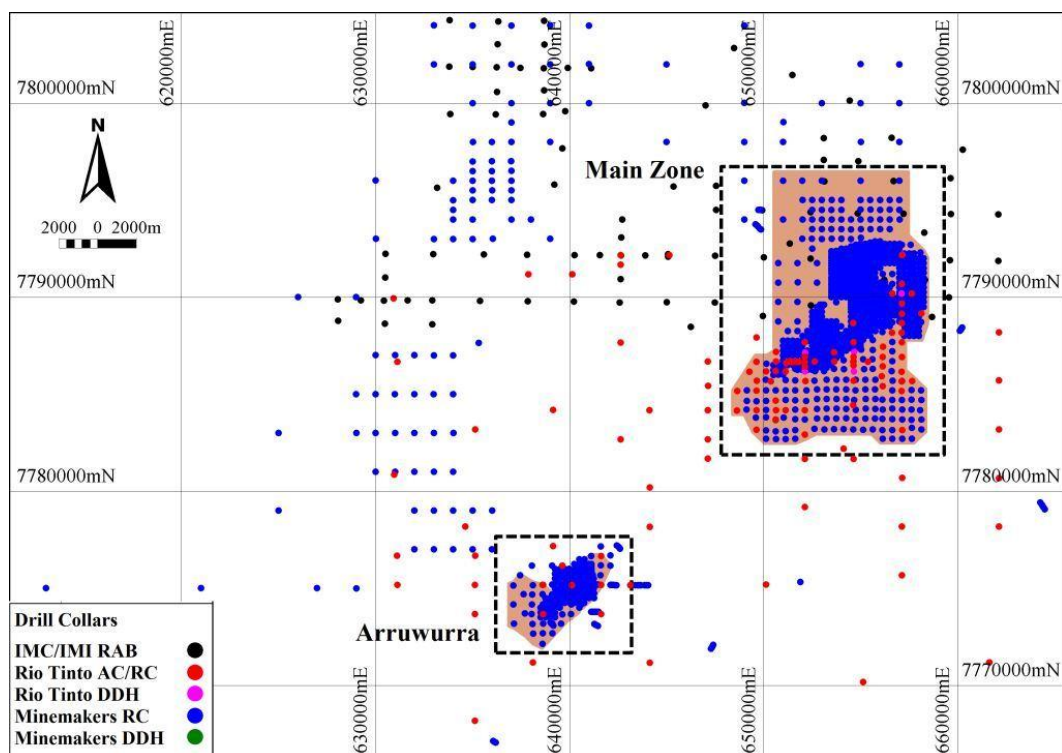 620000mE
630000mE
640000mE
650000mE
660000mE
7800000mN
7800000mN
N
2000 0 2000m
Main Zone
7790000mN
7790000mN
7780000mN
7780000mN
Arruwurra
7770000mN
Drill Collars
IMC/IMI RAB
Rio Tinto AC/RC
Rio Tinto DDH
Minemakers RC
Minemakers DDH
630000mE
640000mE
650000mE
660000mE